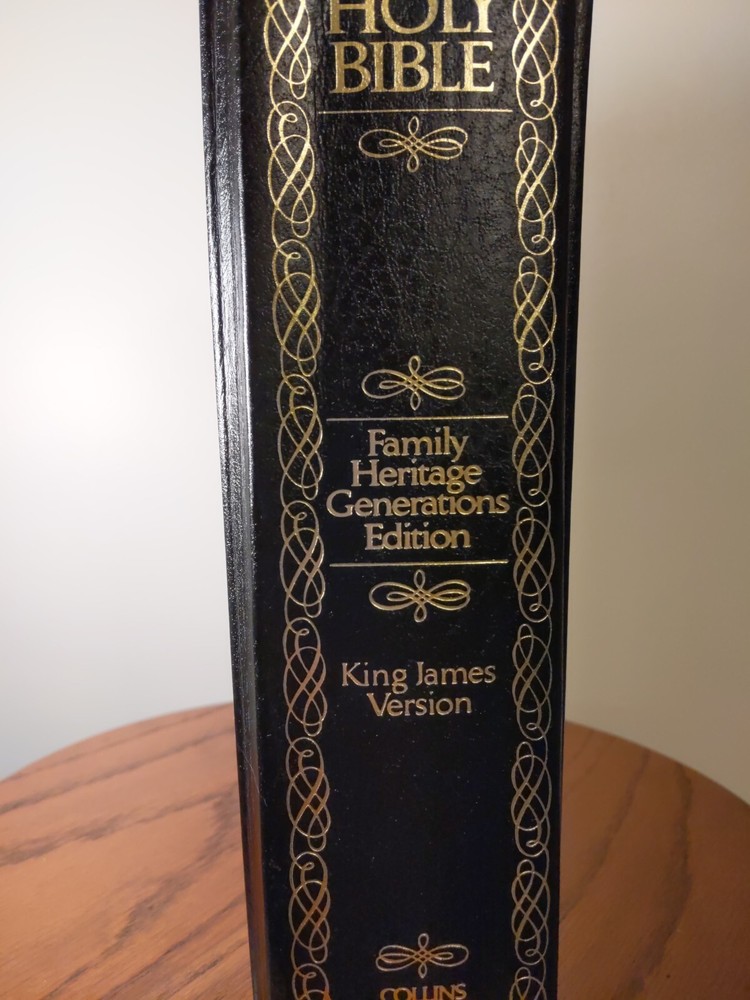 HOLY
BIBLE
Family
Heritage
Generations
Edition
King James
Version
COLLINS